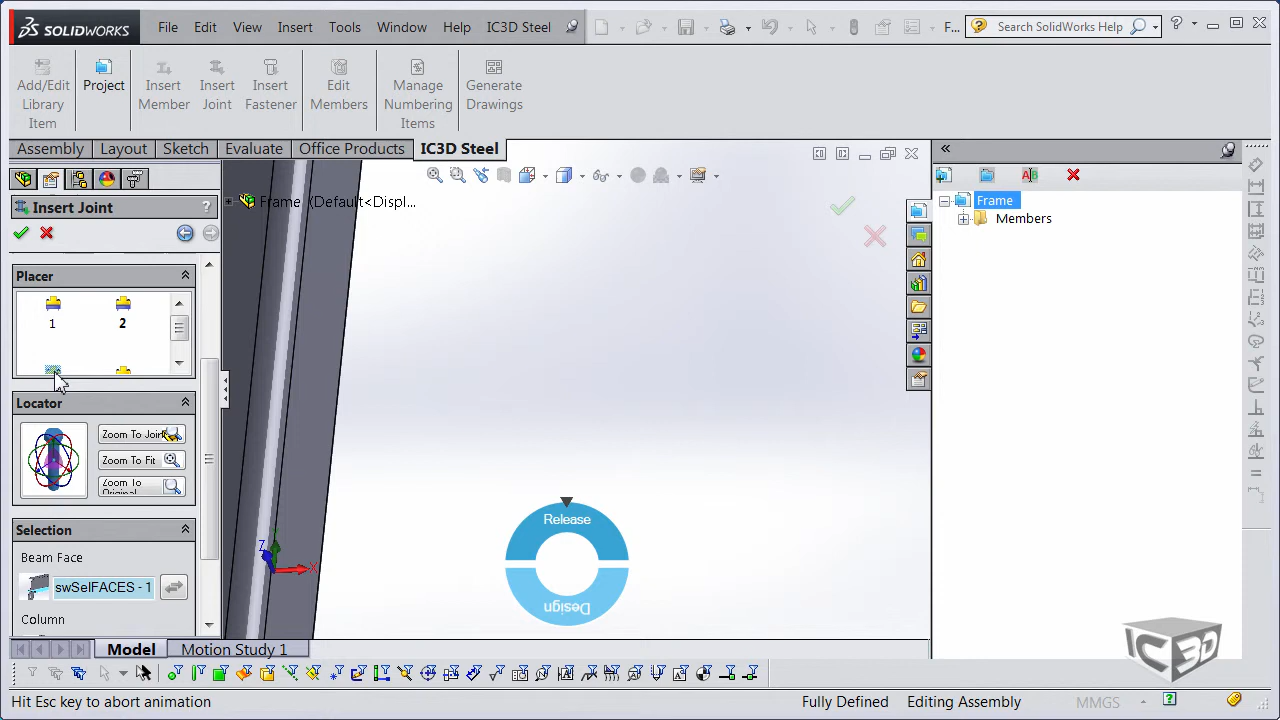 SOLIDWORKS File Edit View Insert Tools Window Help IC3D Steel F... Search SolidWorks Help
Add/Edit Library Item
Project
Insert Member
Insert Joint
Insert Fastener
Edit Members
Manage Numbering Items
Generate Drawings
Assembly Layout Sketch Evaluate Office Products IC3D Steel
Insert Joint ?
Frame (Default<Displ...
Frame
Members
Placer
1 2
Locator
Zoom To Joint
Zoom To Fit
Zoom To Original
Selection
Beam Face
swSelFACES - 1
Column
Z X
Release
Design
IC3D
Model Motion Study 1
Hit Esc key to abort animation Fully Defined Editing Assembly MMGS